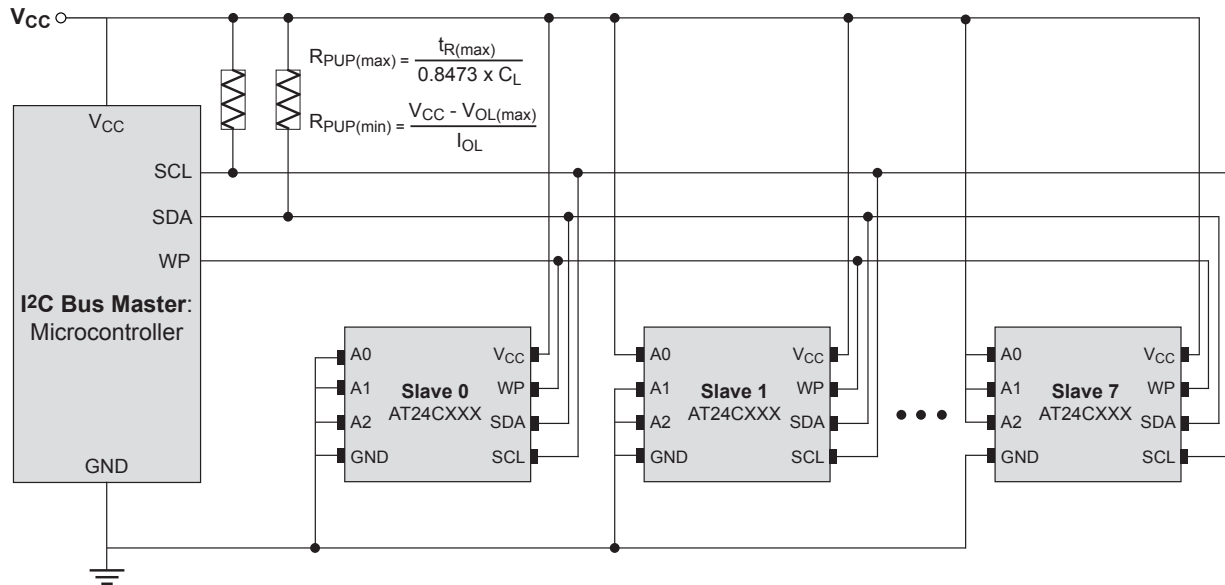 VCC
RPUP(max) = tR(max) / 0.8473 x CL
RPUP(min) = VCC - VOL(max) / IOL
VCC
SCL
SDA
WP
I2C Bus Master:
Microcontroller
GND
A0
A1
A2
GND
Slave 0
AT24CXXX
VCC
WP
SDA
SCL
A0
A1
A2
GND
Slave 1
AT24CXXX
VCC
WP
SDA
SCL
A0
A1
A2
GND
Slave 7
AT24CXXX
VCC
WP
SDA
SCL